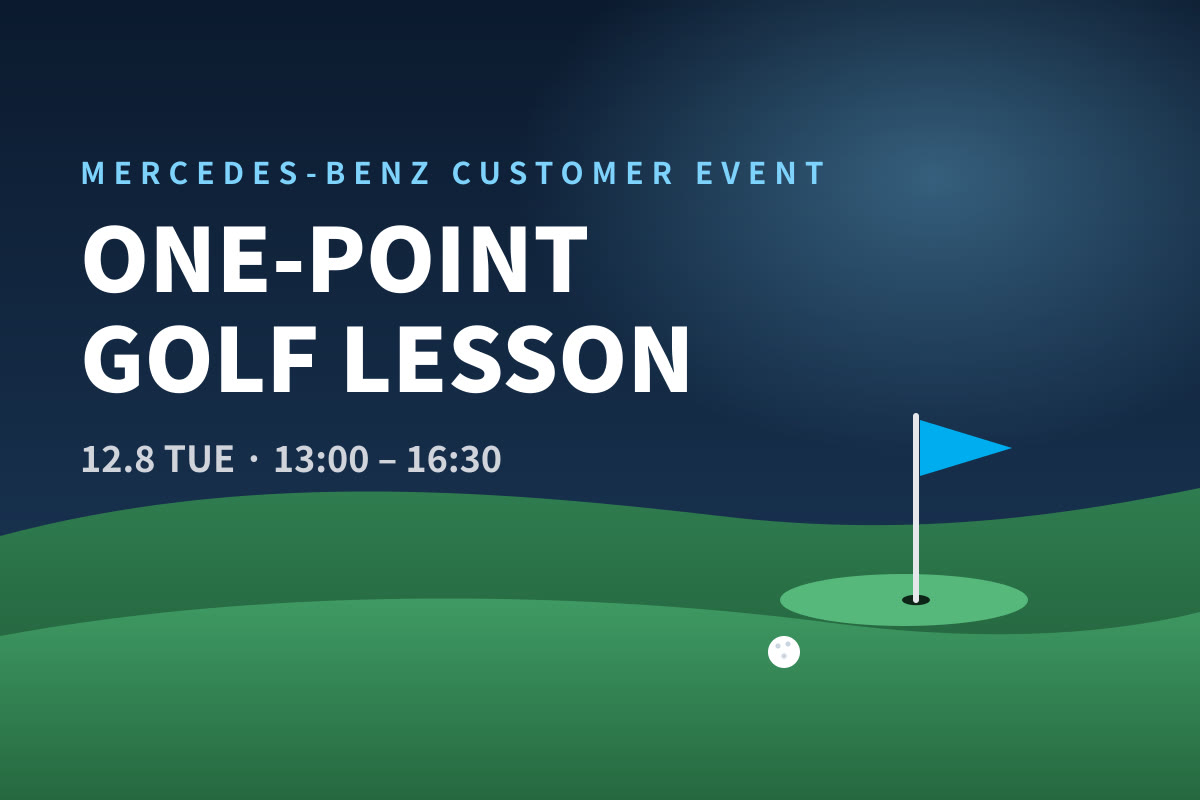 MERCEDES-BENZ CUSTOMER EVENT
ONE-POINT
GOLF LESSON
12.8 TUE · 13:00 – 16:30